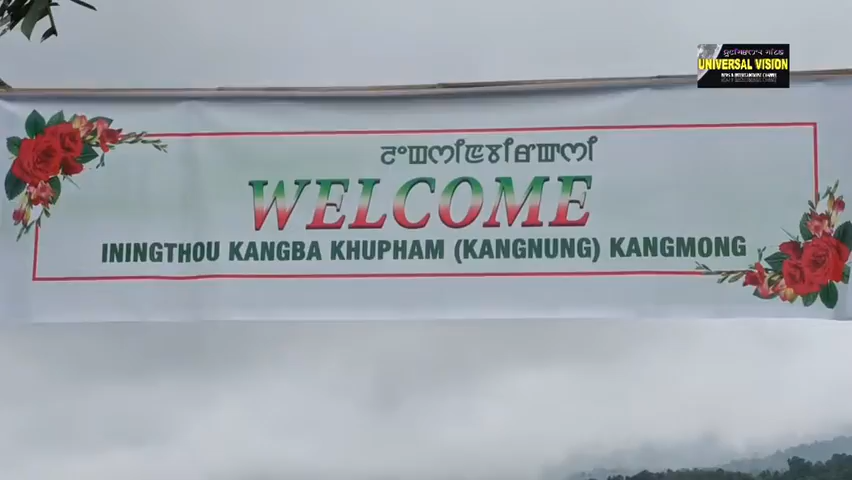 UNIVERSAL VISION
WELCOME
ININGTHOU KANGBA KHUPHAM (KANGNUNG) KANGMONG